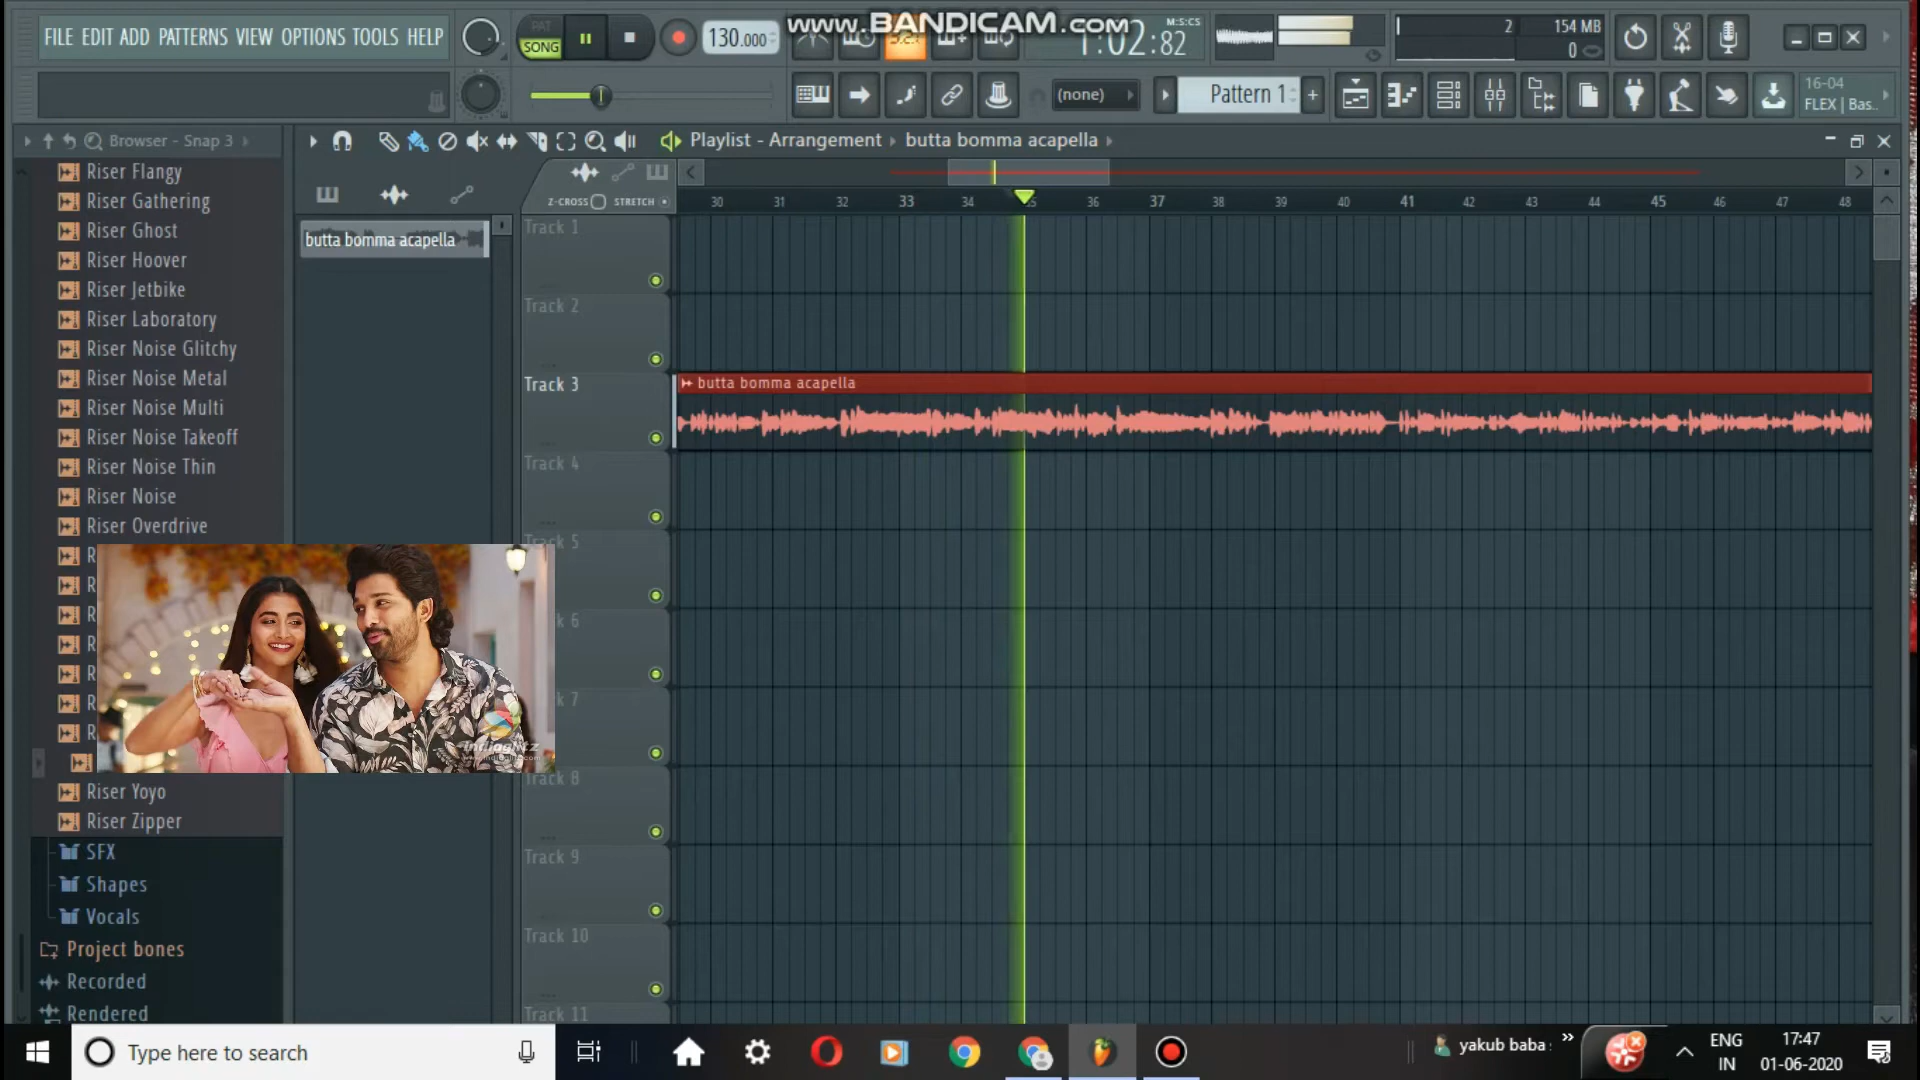 www.BANDICAM.com
FILE EDIT ADD PATTERNS VIEW OPTIONS TOOLS HELP
PAT
SONG
130.000
1:02:82
M:S:CS
2
154 MB
0
(none)
Pattern 1
+
16-04
FLEX | Bas..
Browser - Snap 3
Playlist - Arrangement
butta bomma acapella
Z-CROSS
STRETCH
30
31
32
33
34
35
36
37
38
39
40
41
42
43
44
45
46
47
48
butta bomma acapella
Riser Flangy
Riser Gathering
Riser Ghost
Riser Hoover
Riser Jetbike
Riser Laboratory
Riser Noise Glitchy
Riser Noise Metal
Riser Noise Multi
Riser Noise Takeoff
Riser Noise Thin
Riser Noise
Riser Overdrive
R
R
R
R
R
R
R
Riser Yoyo
Riser Zipper
SFX
Shapes
Vocals
Project bones
Recorded
Rendered
Track 1
Track 2
Track 3
butta bomma acapella
Track 4
5
6
7
Track 8
Track 9
Track 10
Track 11
Type here to search
yakub baba
ENG
IN
17:47
01-06-2020